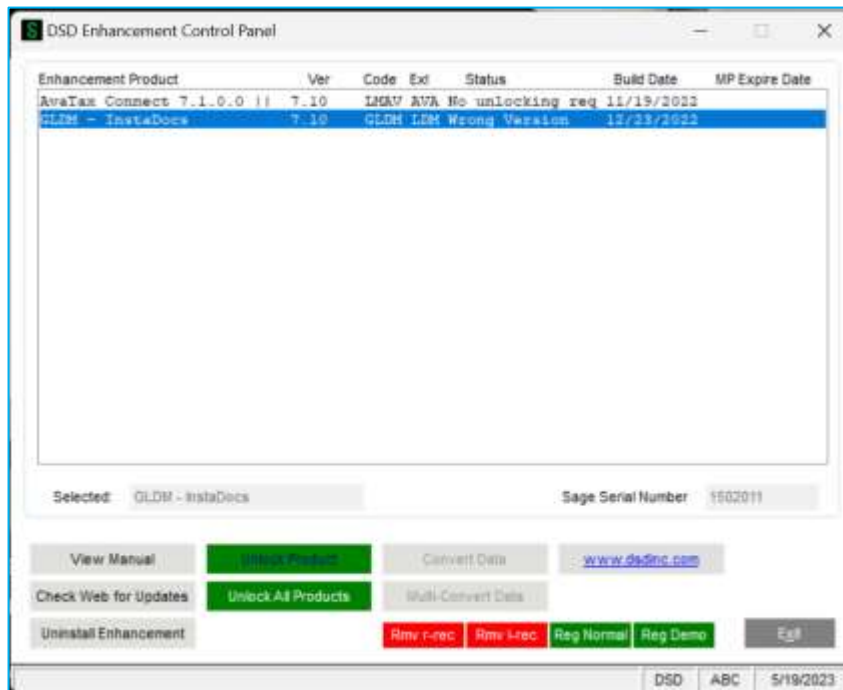 DSD Enhancement Control Panel
Enhancement Product Ver Code Ext Status Build Date MP Expire Date
AvaTax Connect 7.1.0.0 || 7.10 LMAV AVA No unlocking req 11/19/2022
GLDM - InstaDocs 7.10 GLDM LDM Wrong Version 12/23/2022
Selected: GLDM - InstaDocs Sage Serial Number 1502011
View Manual Unlock Product Convert Data www.dsdinc.com
Check Web for Updates Unlock All Products Multi-Convert Data
Uninstall Enhancement Rmv r-rec Rmv l-rec Reg Normal Reg Demo Exit
DSD ABC 5/19/2023